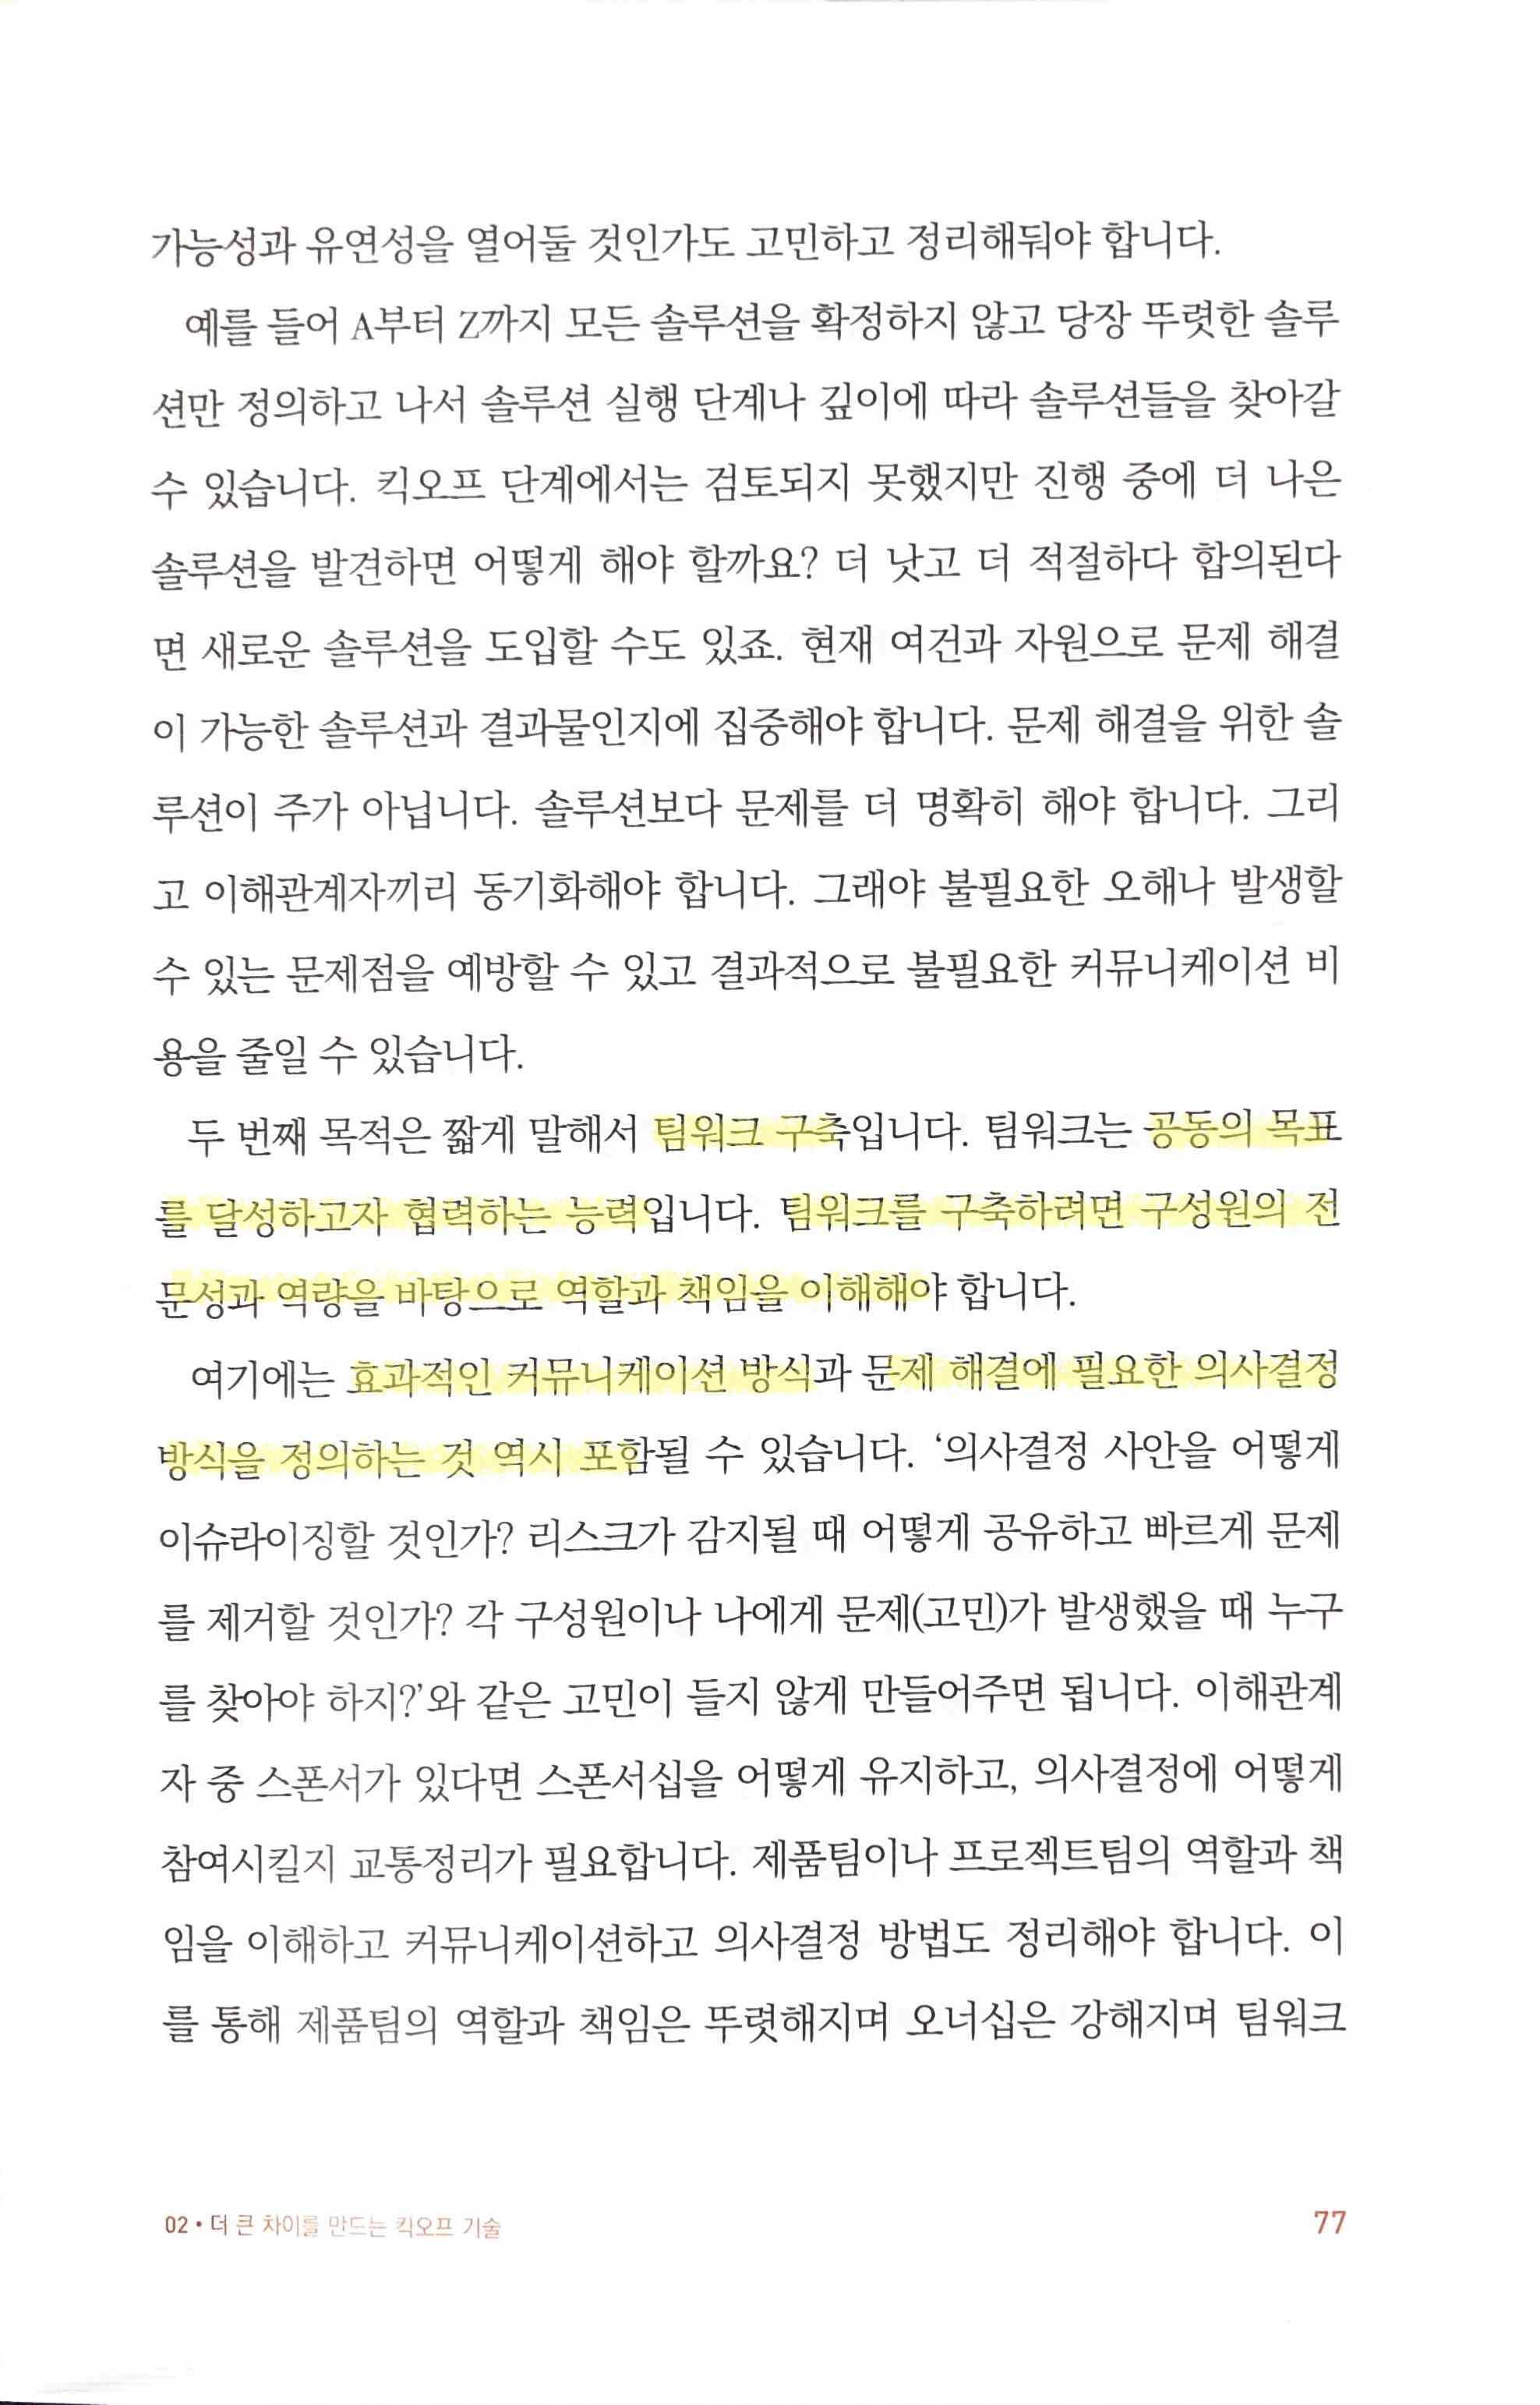 가능성과 유연성을 열어둘 것인가도 고민하고 정리해둬야 합니다.
예를 들어 A부터 Z까지 모든 솔루션을 확정하지 않고 당장 뚜렷한 솔루
션만 정의하고 나서 솔루션 실행 단계나 깊이에 따라 솔루션들을 찾아갈
수 있습니다. 킥오프 단계에서는 검토되지 못했지만 진행 중에 더 나은
솔루션을 발견하면 어떻게 해야 할까요? 더 낫고 더 적절하다 합의된다
면 새로운 솔루션을 도입할 수도 있죠. 현재 여건과 자원으로 문제 해결
이 가능한 솔루션과 결과물인지에 집중해야 합니다. 문제 해결을 위한 솔
루션이 주가 아닙니다. 솔루션보다 문제를 더 명확히 해야 합니다. 그리
고 이해관계자끼리 동기화해야 합니다. 그래야 불필요한 오해나 발생할
수 있는 문제점을 예방할 수 있고 결과적으로 불필요한 커뮤니케이션 비
용을 줄일 수 있습니다.
두 번째 목적은 짧게 말해서 팀워크 구축입니다. 팀워크는 공동의 목표
를 달성하고자 협력하는 능력입니다. 팀워크를 구축하려면 구성원의 전
문성과 역량을 바탕으로 역할과 책임을 이해해야 합니다.
여기에는 효과적인 커뮤니케이션 방식과 문제 해결에 필요한 의사결정
방식을 정의하는 것 역시 포함될 수 있습니다. ‘의사결정 사안을 어떻게
이슈라이징할 것인가? 리스크가 감지될 때 어떻게 공유하고 빠르게 문제
를 제거할 것인가? 각 구성원이나 나에게 문제(고민)가 발생했을 때 누구
를 찾아야 하지?’와 같은 고민이 들지 않게 만들어주면 됩니다. 이해관계
자 중 스폰서가 있다면 스폰서십을 어떻게 유지하고, 의사결정에 어떻게
참여시킬지 교통정리가 필요합니다. 제품팀이나 프로젝트팀의 역할과 책
임을 이해하고 커뮤니케이션하고 의사결정 방법도 정리해야 합니다. 이
를 통해 제품팀의 역할과 책임은 뚜렷해지며 오너십은 강해지며 팀워크
02 • 더 큰 차이를 만드는 킥오프 기술
77